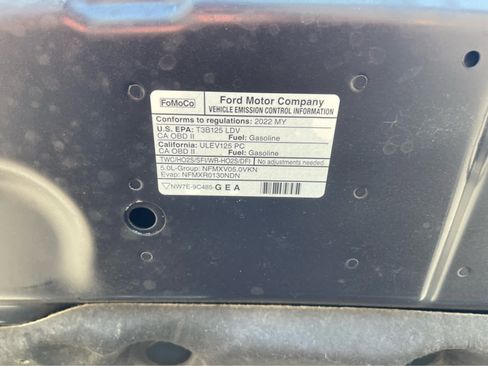 FoMoCo
Ford Motor Company
VEHICLE EMISSION CONTROL INFORMATION
Conforms to regulations: 2022 MY
U.S. EPA: T3B125 LDV
CA OBD II Fuel: Gasoline
California: ULEV125 PC
CA OBD II Fuel: Gasoline
TWC/HO2S/SFI/WR-HO2S/DFI No adjustments needed.
5.0L-Group: NFMXV05.0VKN
Evap: NFMXR0130NDN
NW7E-9C485-GEA